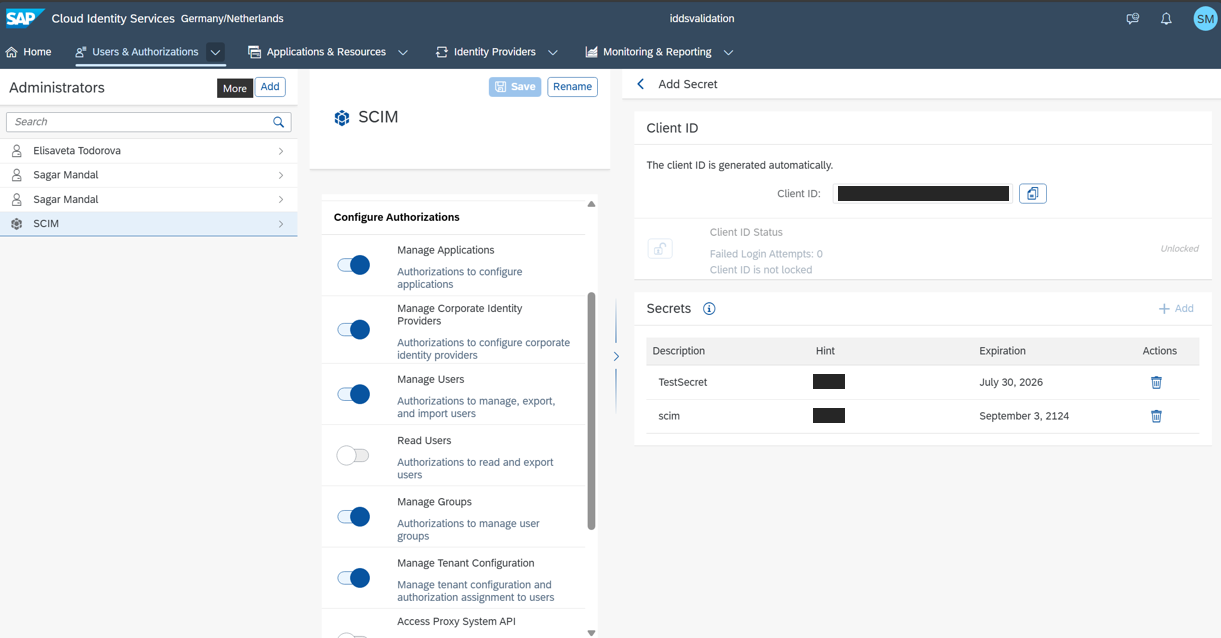 SAP Cloud Identity Services Germany/Netherlands
iddsvalidation
SM
Home
Users & Authorizations
Applications & Resources
Identity Providers
Monitoring & Reporting
Administrators
More
Add
Search
Elisaveta Todorova
Sagar Mandal
Sagar Mandal
SCIM
Save
Rename
SCIM
Configure Authorizations
Manage Applications
Authorizations to configure
applications
Manage Corporate Identity
Providers
Authorizations to configure corporate
identity providers
Manage Users
Authorizations to manage, export,
and import users
Read Users
Authorizations to read and export
users
Manage Groups
Authorizations to manage user
groups
Manage Tenant Configuration
Manage tenant configuration and
authorization assignment to users
Access Proxy System API
Add Secret
Client ID
The client ID is generated automatically.
Client ID:
Client ID Status
Failed Login Attempts: 0
Client ID is not locked
Unlocked
Secrets
Add
Description Hint Expiration Actions
TestSecret July 30, 2026
scim September 3, 2124